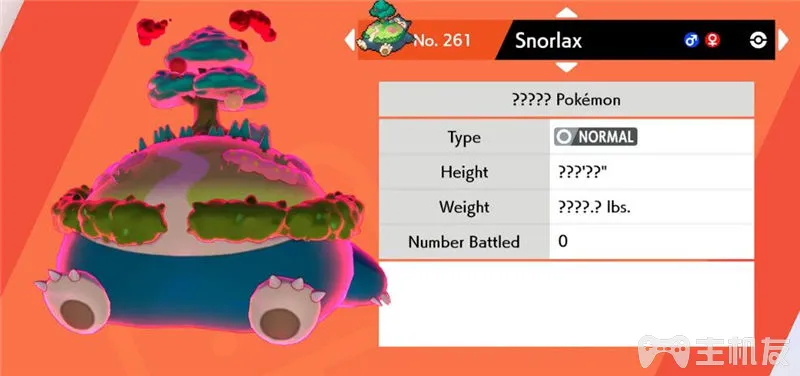 No. 261 Snorlax
????? Pokémon
Type NORMAL
Height ???'??"
Weight ????.? lbs.
Number Battled 0
主机友